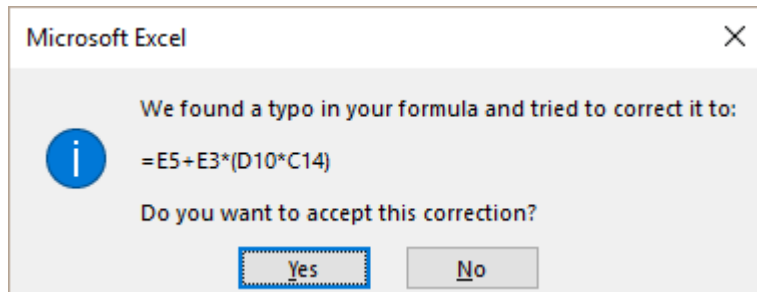 Microsoft Excel
We found a typo in your formula and tried to correct it to:
=E5+E3*(D10*C14)
Do you want to accept this correction?
Yes No